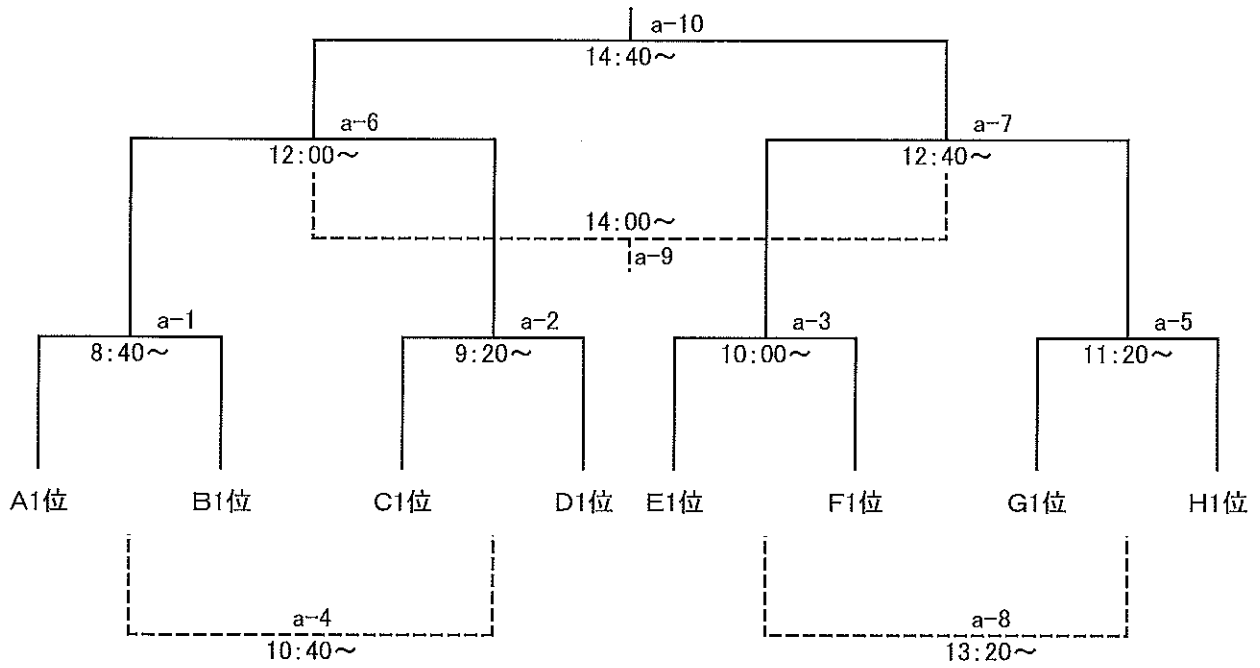 a-10
14:40～
a-6
a-7
12:00～
12:40～
14:00～
a-9
a-1
a-2
a-3
a-5
8:40～
9:20～
10:00～
11:20～
A1位
B1位
C1位
D1位
E1位
F1位
G1位
H1位
a-4
a-8
10:40～
13:20～